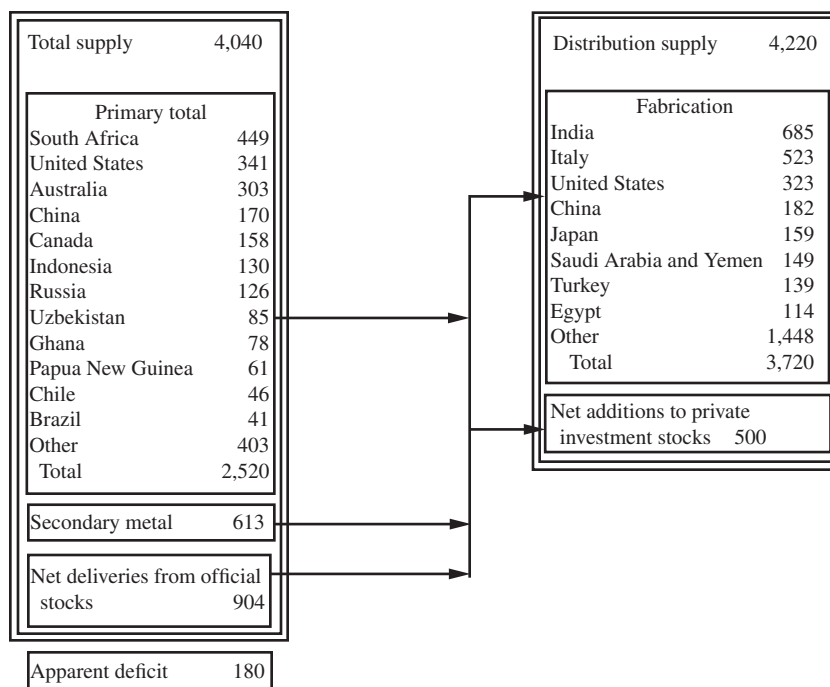 Total supply 4,040
Primary total
South Africa 449
United States 341
Australia 303
China 170
Canada 158
Indonesia 130
Russia 126
Uzbekistan 85
Ghana 78
Papua New Guinea 61
Chile 46
Brazil 41
Other 403
Total 2,520
Secondary metal 613
Net deliveries from official
stocks 904
Apparent deficit 180
Distribution supply 4,220
Fabrication
India 685
Italy 523
United States 323
China 182
Japan 159
Saudi Arabia and Yemen 149
Turkey 139
Egypt 114
Other 1,448
Total 3,720
Net additions to private
investment stocks 500